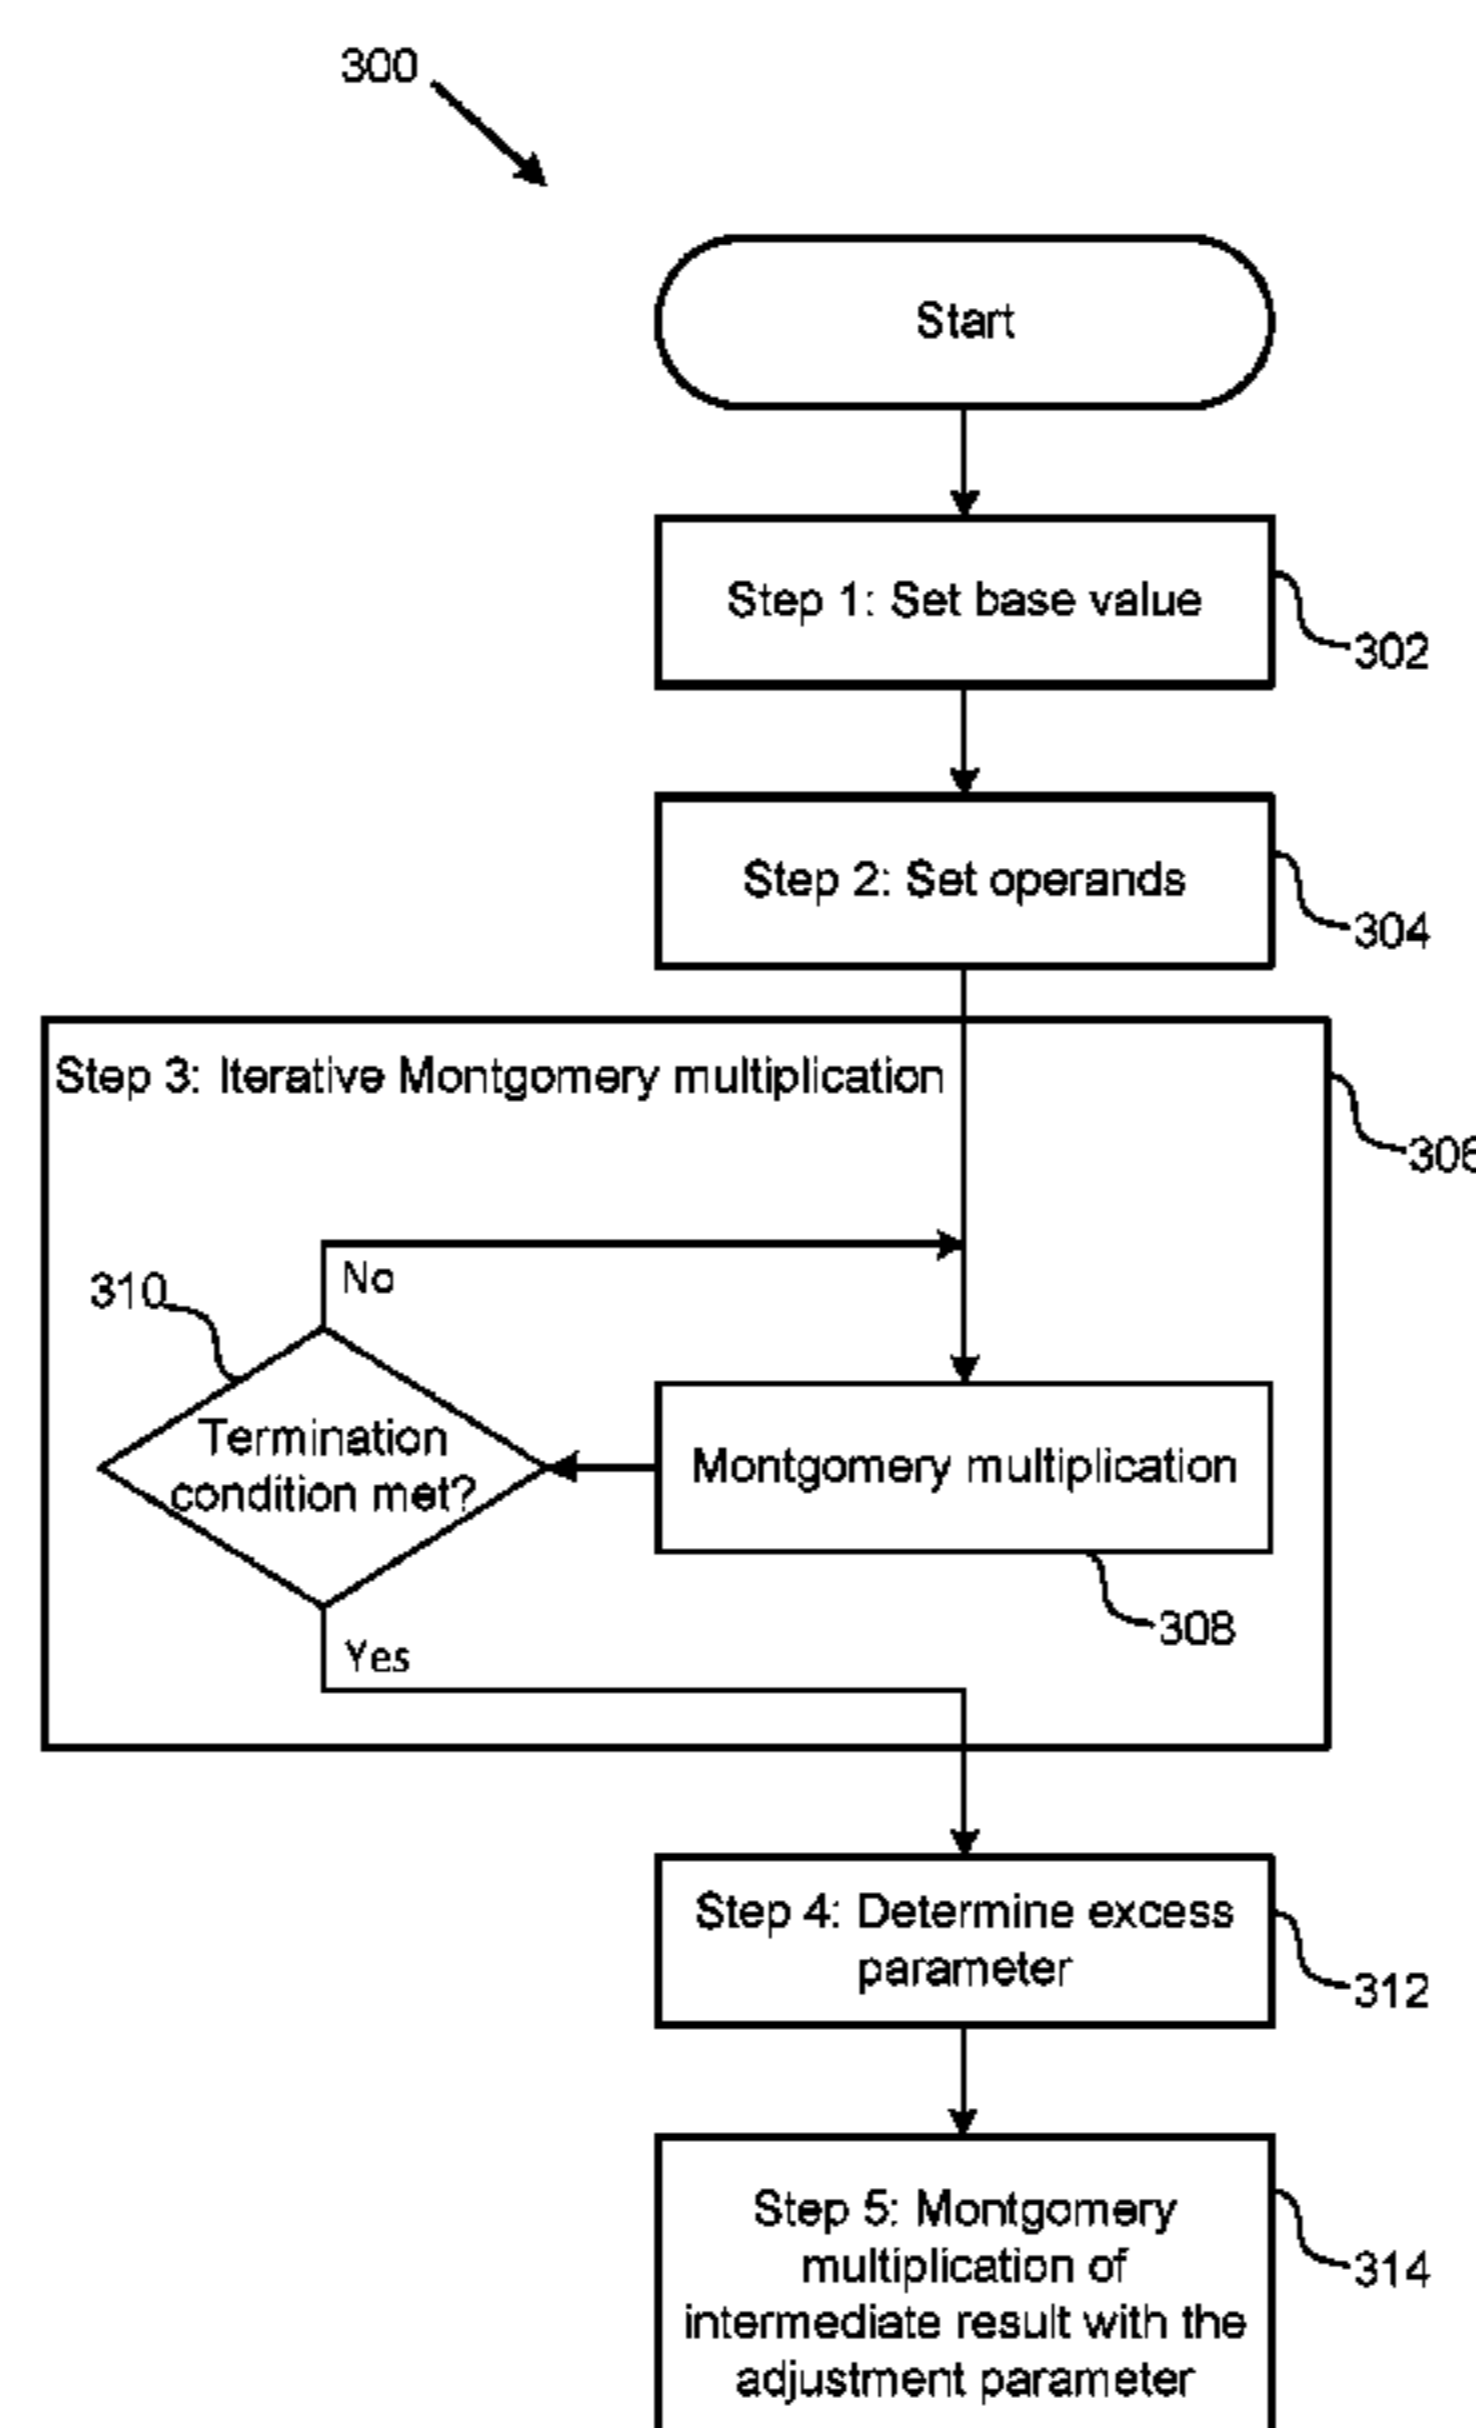 300
Start
Step 1: Set base value
302
Step 2: Set operands
304
Step 3: Iterative Montgomery multiplication
306
No
310
Termination
condition met?
Montgomery multiplication
308
Yes
Step 4: Determine excess
parameter
312
Step 5: Montgomery
multiplication of
intermediate result with the
adjustment parameter
314